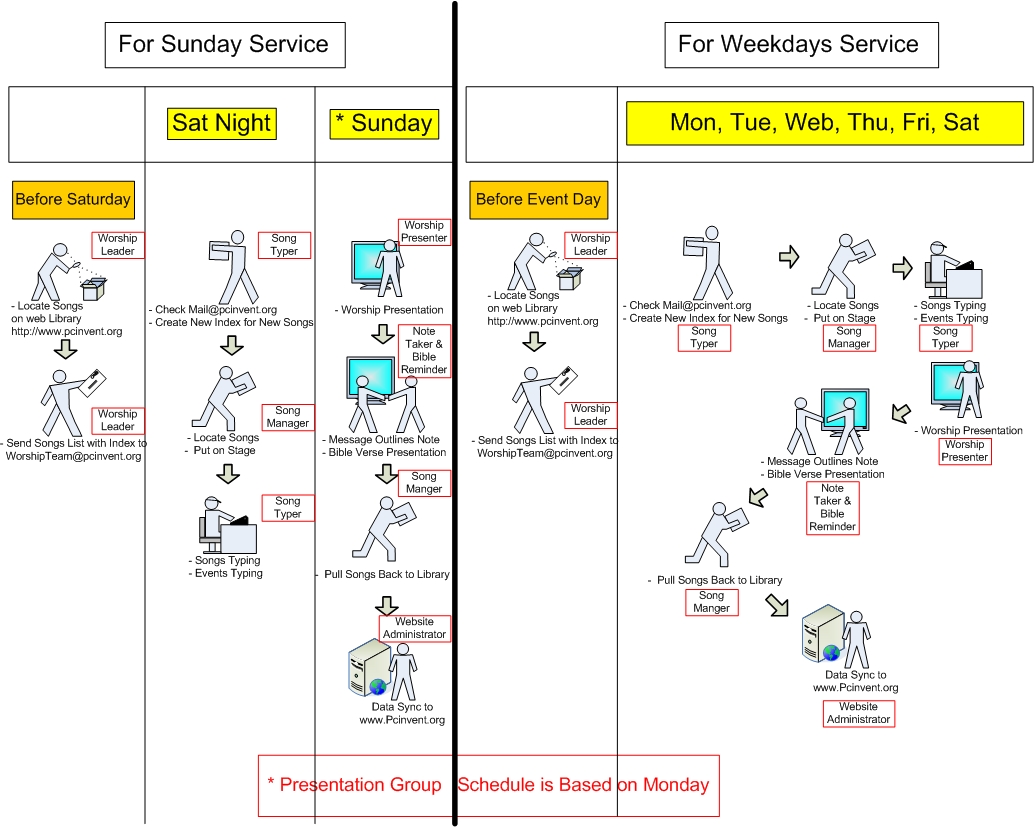 For Sunday Service
For Weekdays Service
Sat Night
* Sunday
Mon, Tue, Web, Thu, Fri, Sat
Before Saturday
Worship
Leader
- Locate Songs
on web Library
http://www.pcinvent.org
Worship
Leader
- Send Songs List with Index to
WorshipTeam@pcinvent.org
Song
Typer
- Check Mail@pcinvent.org
- Create New Index for New Songs
Song
Manager
- Locate Songs
- Put on Stage
Song
Typer
- Songs Typing
- Events Typing
Worship
Presenter
- Worship Presentation
Note
Taker &
Bible
Reminder
- Message Outlines Note
- Bible Verse Presentation
Song
Manger
- Pull Songs Back to Library
Website
Administrator
Data Sync to
www.Pcinvent.org
Before Event Day
Worship
Leader
- Locate Songs
on web Library
http://www.pcinvent.org
Worship
Leader
- Send Songs List with Index to
WorshipTeam@pcinvent.org
- Check Mail@pcinvent.org
- Create New Index for New Songs
Song
Typer
- Locate Songs
- Put on Stage
Song
Manager
- Songs Typing
- Events Typing
Song
Typer
- Worship Presentation
Worship
Presenter
- Message Outlines Note
- Bible Verse Presentation
Note
Taker &
Bible
Reminder
- Pull Songs Back to Library
Song
Manger
Data Sync to
www.Pcinvent.org
Website
Administrator
* Presentation Group Schedule is Based on Monday